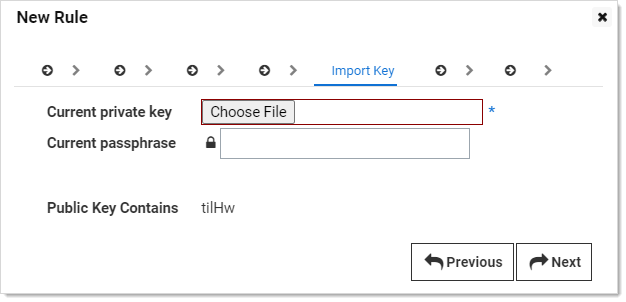 New Rule
Import Key
Current private key Choose File *
Current passphrase
Public Key Contains tilHw
Previous Next